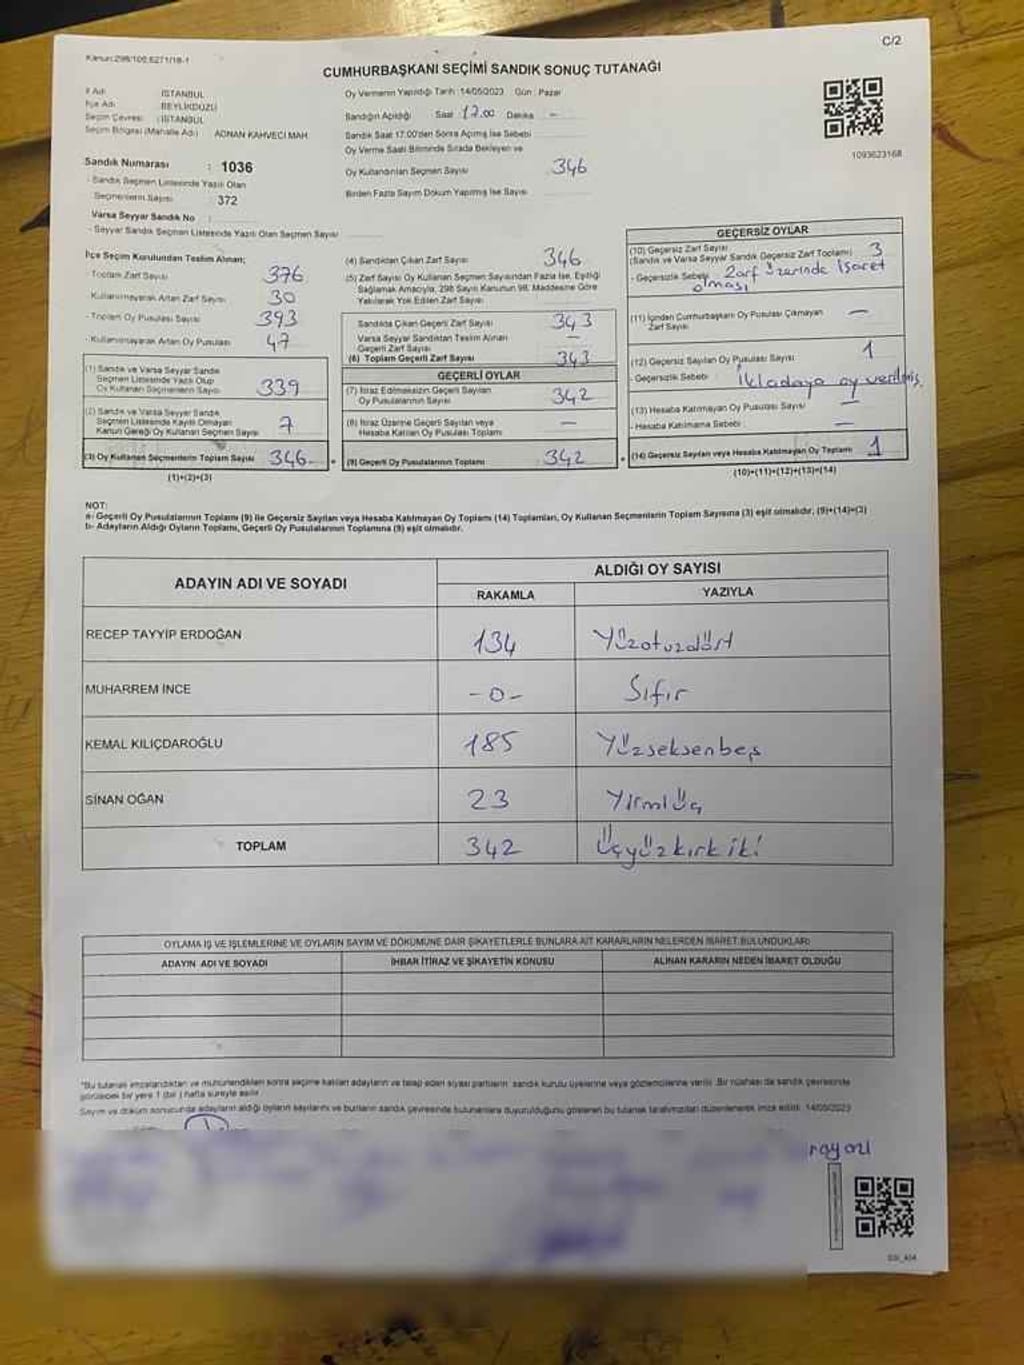 C/2
Kanun:298/105,6271/18-1
CUMHURBAŞKANI SEÇİMİ SANDIK SONUÇ TUTANAĞI
İl Adı İSTANBUL
İlçe Adı BEYLİKDÜZÜ
Seçim Çevresi : İSTANBUL
Seçim Bölgesi (Mahalle Adı) ADNAN KAHVECİ MAH.
Sandık Numarası : 1036
- Sandık Seçmen Listesinde Yazılı Olan
Seçmenlerin Sayısı 372
Varsa Seyyar Sandık No :
- Seyyar Sandık Seçmen Listesinde Yazılı Olan Seçmen Sayısı
Oy Vermenin Yapıldığı Tarih :14/05/2023 Gün : Pazar
Sandığın Açıldığı Saat : 17.00 Dakika -
Sandık Saat 17:00'den Sonra Açılmış İse Sebebi
Oy Verme Saati Bitiminde Sırada Bekleyen ve
Oy Kullandırılan Seçmen Sayısı 346
Birden Fazla Sayım Döküm Yapılmış İse Sayısı
1093623168
İlçe Seçim Kurulundan Teslim Alınan;
- Toplam Zarf Sayısı 376
- Kullanılmayarak Artan Zarf Sayısı 30
- Toplam Oy Pusulası Sayısı 393
- Kullanılmayarak Artan Oy Pusulası 47
(1) Sandık ve Varsa Seyyar Sandık
Seçmen Listesinde Yazılı Olup
Oy Kullanan Seçmenlerin Sayısı 339
(2) Sandık ve Varsa Seyyar Sandık
Seçmen Listesinde Kayıtlı Olmayan
Kanun Gereği Oy Kullanan Seçmen Sayısı 7
(3) Oy Kullanan Seçmenlerin Toplam Sayısı 346
(1)+(2)=(3)
(4) Sandıktan Çıkan Zarf Sayısı 346
(5) Zarf Sayısı Oy Kullanan Seçmen Sayısından Fazla İse, Eşitliği
Sağlamak Amacıyla, 298 Sayılı Kanunun 98. Maddesine Göre
Yakılarak Yok Edilen Zarf Sayısı
Sandıkta Çıkan Geçerli Zarf Sayısı 343
Varsa Seyyar Sandıktan Teslim Alınan
Geçerli Zarf Sayısı —
(6) Toplam Geçerli Zarf Sayısı 343
GEÇERLİ OYLAR
(7) İtiraz Edilmeksizin Geçerli Sayılan
Oy Pusulalarının Sayısı 342
(8) İtiraz Üzerine Geçerli Sayılan veya
Hesaba Katılan Oy Pusulası Toplamı —
(9) Geçerli Oy Pusulalarının Toplamı 342
GEÇERSİZ OYLAR
(10) Geçersiz Zarf Sayısı
(Sandık ve Varsa Seyyar Sandık Geçersiz Zarf Toplamı) 3
- Geçersizlik Sebebi Zarf üzerinde İşaret
olması
(11) İçinden Cumhurbaşkanı Oy Pusulası Çıkmayan
Zarf Sayısı —
(12) Geçersiz Sayılan Oy Pusulası Sayısı 1
- Geçersizlik Sebebi : İkiadaya oy verilmiş.
(13) Hesaba Katılmayan Oy Pusulası Sayısı —
- Hesaba Katılmama Sebebi : —
(14) Geçersiz Sayılan veya Hesaba Katılmayan Oy Toplamı 1
(10)+(11)+(12)+(13)=(14)
NOT:
a- Geçerli Oy Pusulalarının Toplamı (9) ile Geçersiz Sayılan veya Hesaba Katılmayan Oy Toplamı (14) Toplamları, Oy Kullanan Seçmenlerin Toplam Sayısına (3) eşit olmalıdır, (9)+(14)=(3)
b- Adayların Aldığı Oyların Toplamı, Geçerli Oy Pusulalarının Toplamına (9) eşit olmalıdır.
ADAYIN ADI VE SOYADI ALDIĞI OY SAYISI
RAKAMLA YAZIYLA
RECEP TAYYİP ERDOĞAN 134 Yüzotuzdört
MUHARREM İNCE -0- Sıfır
KEMAL KILIÇDAROĞLU 185 Yüzseksenbeş
SİNAN OĞAN 23 Yirmiüç
TOPLAM 342 Üçyüzkırkiki
OYLAMA İŞ VE İŞLEMLERİNE VE OYLARIN SAYIM VE DÖKÜMÜNE DAİR ŞİKAYETLERLE BUNLARA AİT KARARLARIN NELERDEN İBARET BULUNDUKLARI
ADAYIN ADI VE SOYADI İHBAR İTİRAZ VE ŞİKAYETİN KONUSU ALINAN KARARIN NEDEN İBARET OLDUĞU
*Bu tutanak imzalandıktan ve mühürlendikten sonra seçime katılan adayların ve talep eden siyasi partilerin sandık kurulu üyelerine veya gözlemcilerine verilir. Bir nüshası da sandık çevresinde
görülecek bir yere 1 (bir) hafta süreyle asılır.
Sayım ve döküm sonucunda adayların aldığı oyların sayılarını ve bunların sandık çevresinde bulunanlara duyurulduğunu gösteren bu tutanak tarafımızdan düzenlenerek imza edildi. 14/05/2023